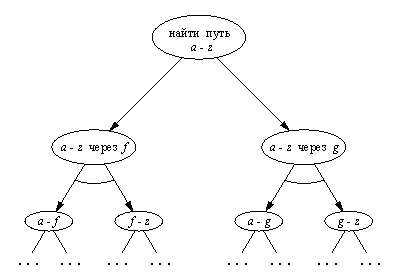 найти путь
a - z
a - z через f
a - z через g
a - f
f - z
a - g
g - z
... ... ... ... ... ... ... ...